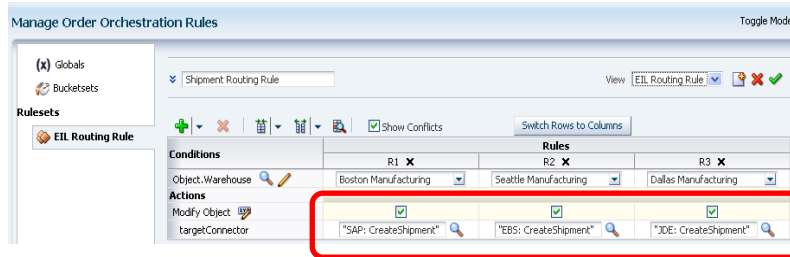 Manage Order Orchestration Rules Toggle Mode
(x) Globals
Bucketsets
Rulesets
EIL Routing Rule
Shipment Routing Rule View EIL Routing Rule
Show Conflicts Switch Rows to Columns
Conditions Rules
R1 X R2 X R3 X
Object.Warehouse Boston Manufacturing Seattle Manufacturing Dallas Manufacturing
Actions
Modify Object
targetConnector "SAP: CreateShipment" "EBS: CreateShipment" "JDE: CreateShipment"